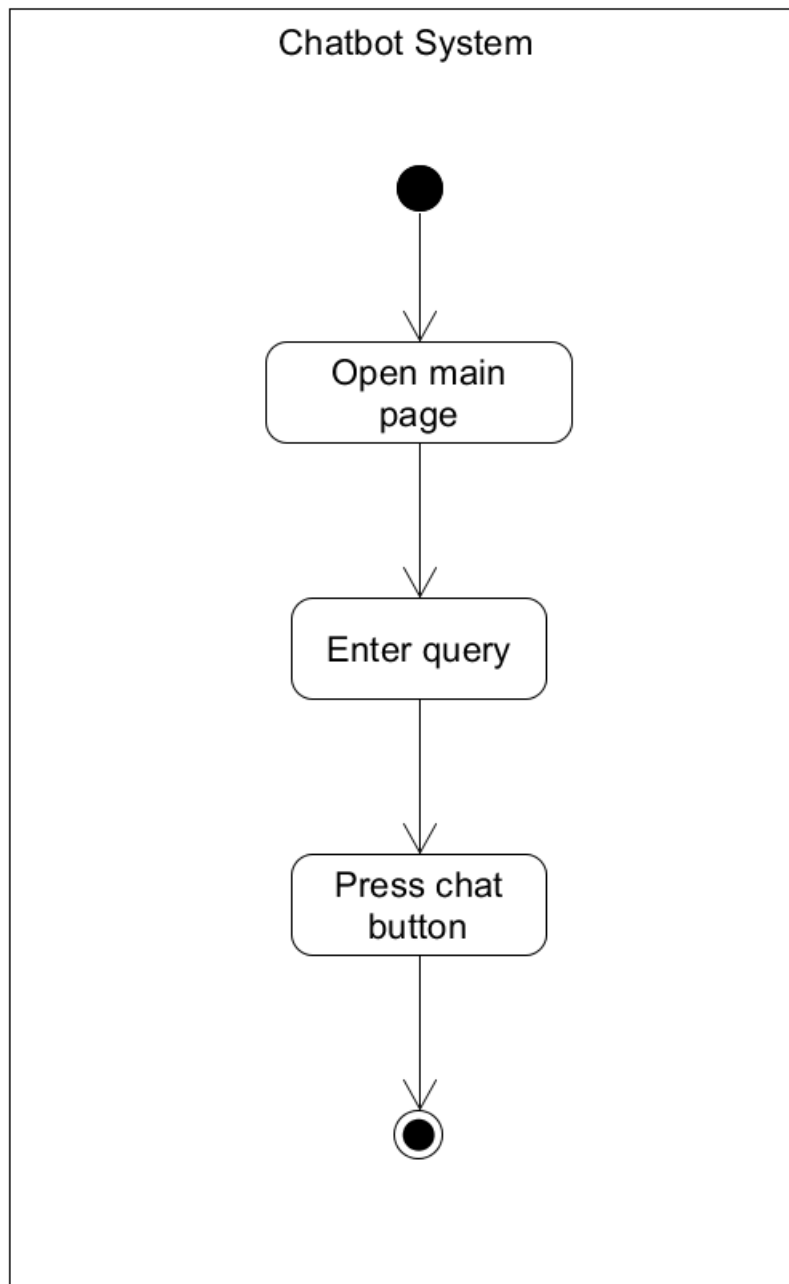 Chatbot System
Open main
page
Enter query
Press chat
button